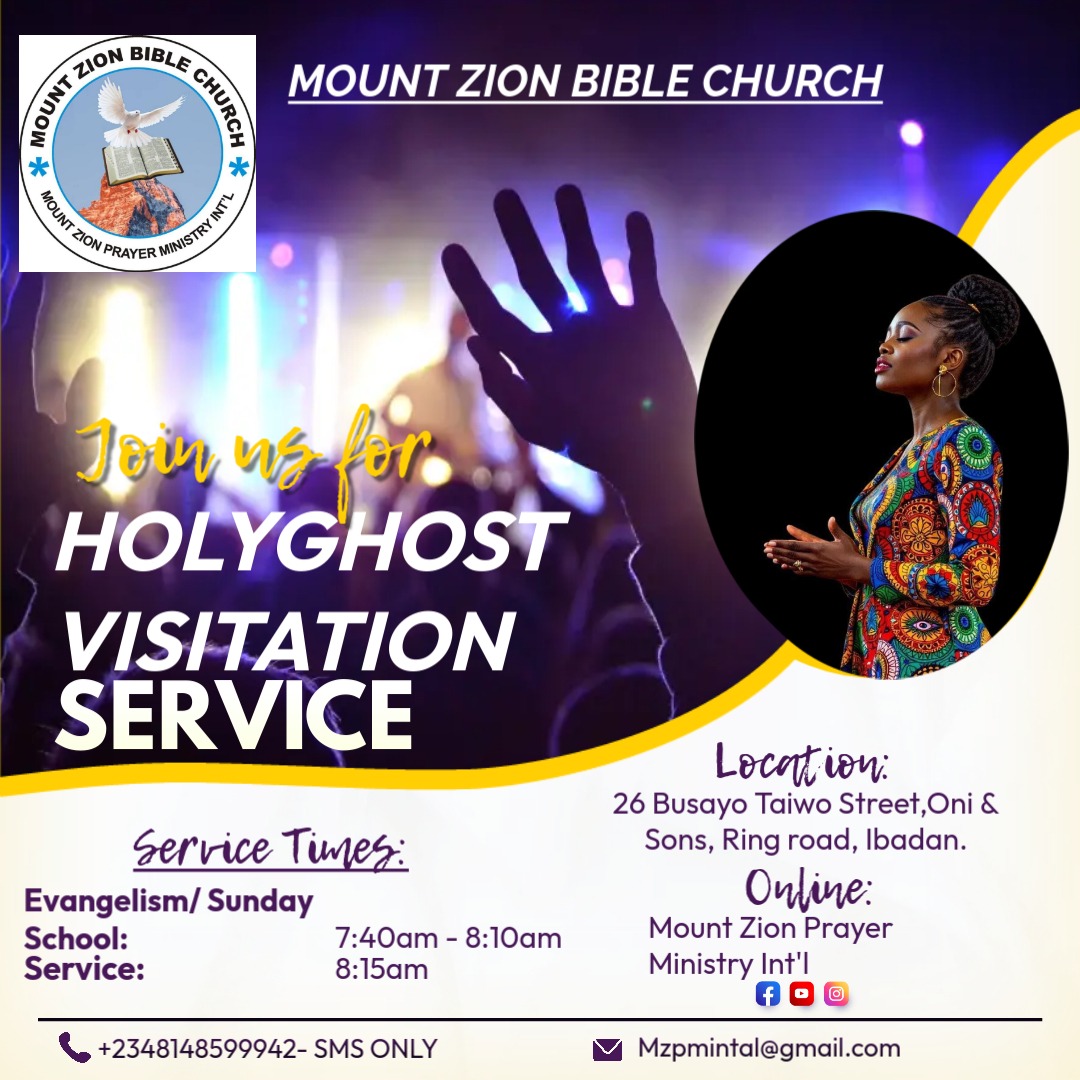 MOUNT ZION BIBLE CHURCH
MOUNT ZION PRAYER MINISTRY INT'L
MOUNT ZION BIBLE CHURCH
Join us for
HOLYGHOST
VISITATION
SERVICE
Location:
26 Busayo Taiwo Street,Oni &
Sons, Ring road, Ibadan.
Online:
Mount Zion Prayer
Ministry Int'l
Service Times:
Evangelism/ Sunday
School: 7:40am - 8:10am
Service: 8:15am
+2348148599942- SMS ONLY
Mzpmintal@gmail.com